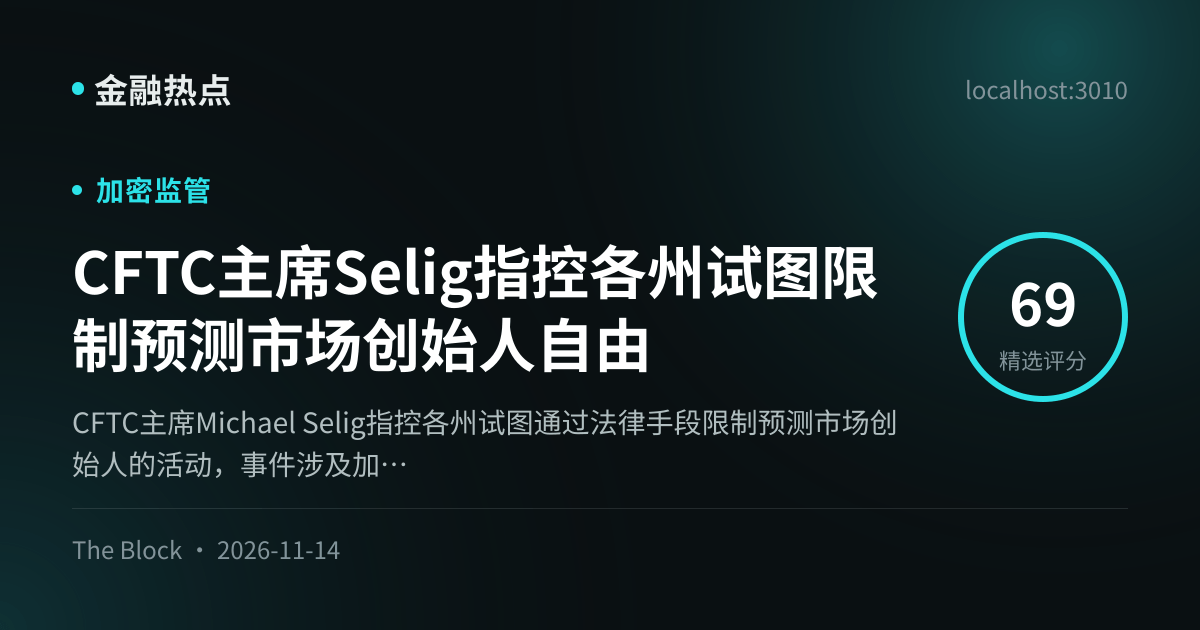 金融热点
localhost:3010
加密监管
CFTC主席Selig指控各州试图限
制预测市场创始人自由
69
精选评分
CFTC主席Michael Selig指控各州试图通过法律手段限制预测市场创
始人的活动，事件涉及加…
The Block · 2026-11-14